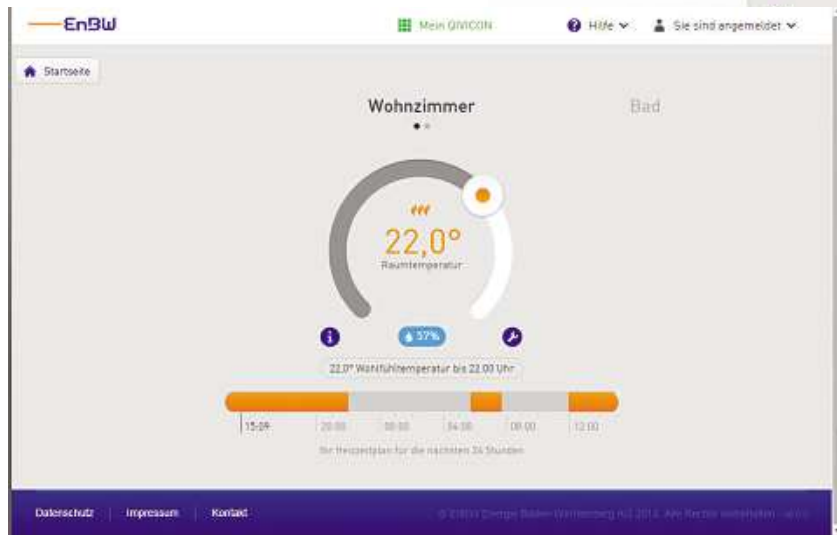 EnBW
Mein QIVICON
Hilfe
Sie sind angemeldet
Startseite
Wohnzimmer
Bad
22,0°
Raumtemperatur
57%
22.0° Wohlfühltemperatur bis 22.00 Uhr
15:09 20:00 00:00 04:00 08:00 12:00
Ihr Heizzeitplan für die nächsten 24 Stunden
Datenschutz
Impressum
Kontakt
© EnBW Energie Baden-Württemberg AG 2014. Alle Rechte vorbehalten